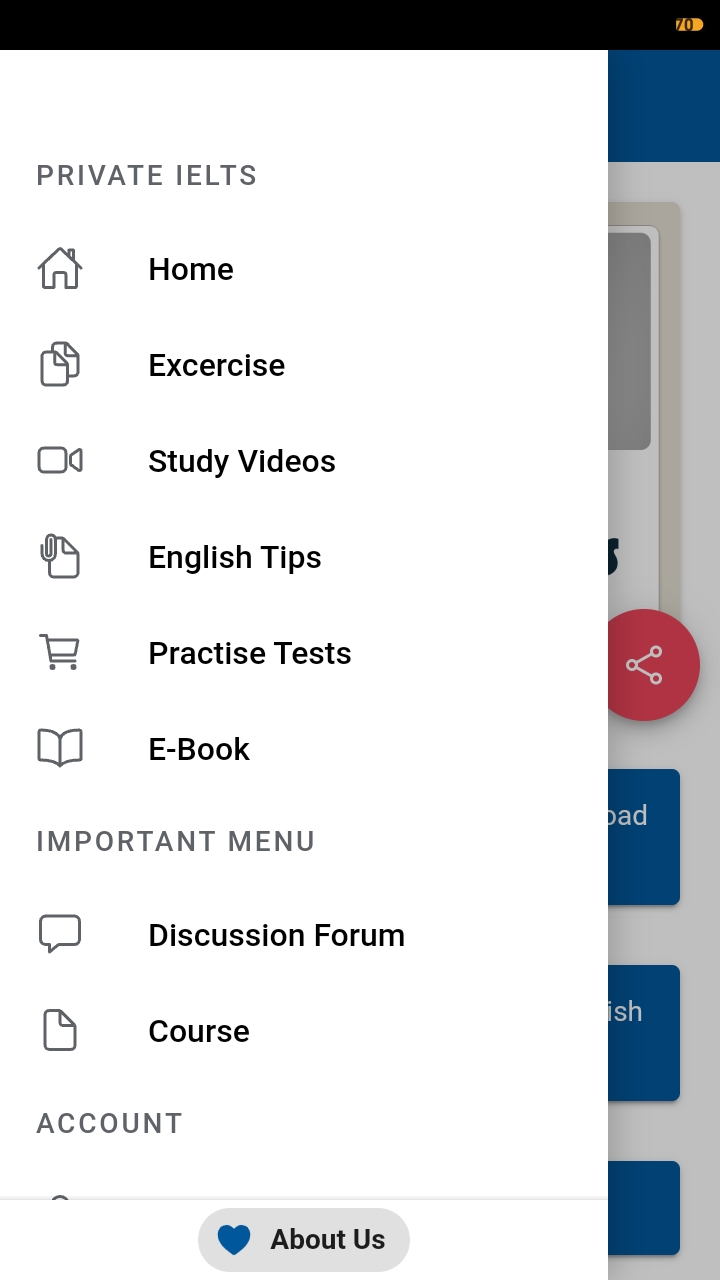 70
PRIVATE IELTS
Home
Excercise
Study Videos
English Tips
Practise Tests
E-Book
IMPORTANT MENU
Discussion Forum
Course
ACCOUNT
About Us
oad
ish